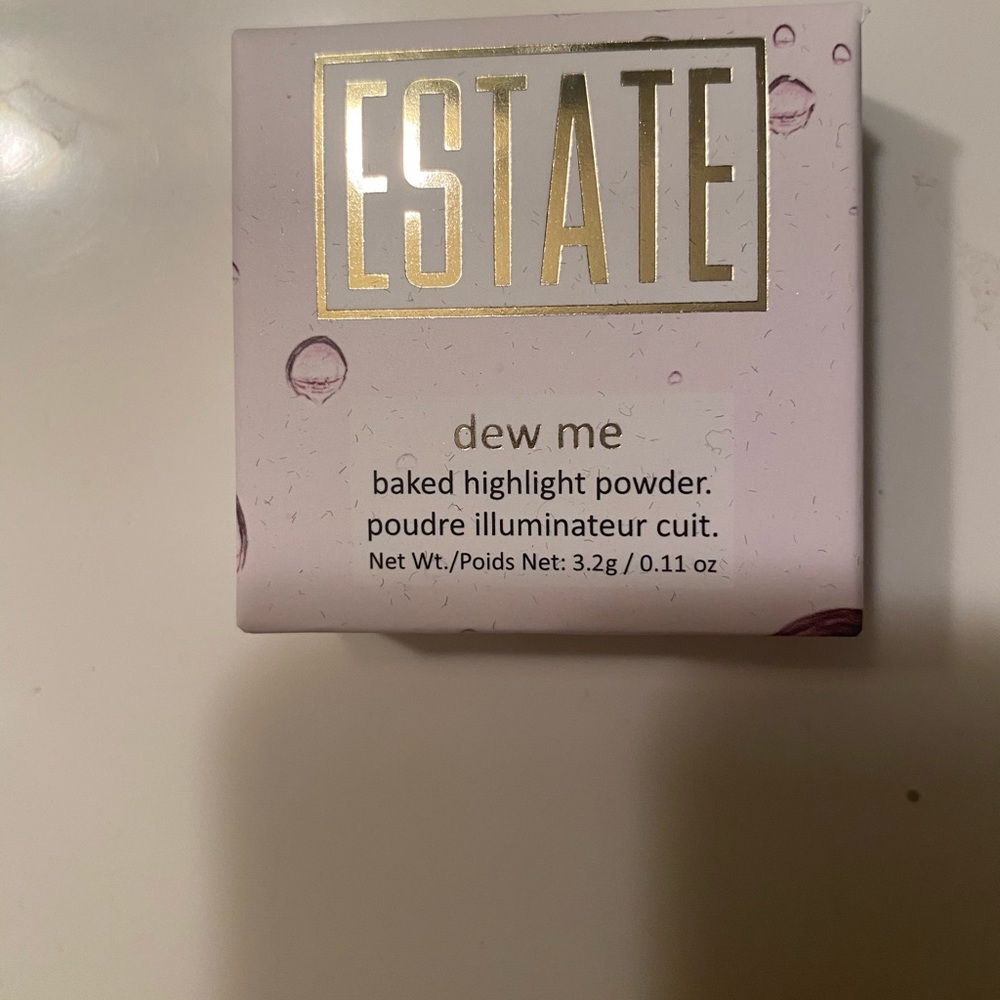 ESTATE
dew me
baked highlight powder.
poudre illuminateur cuit.
Net Wt./Poids Net: 3.2g / 0.11 oz